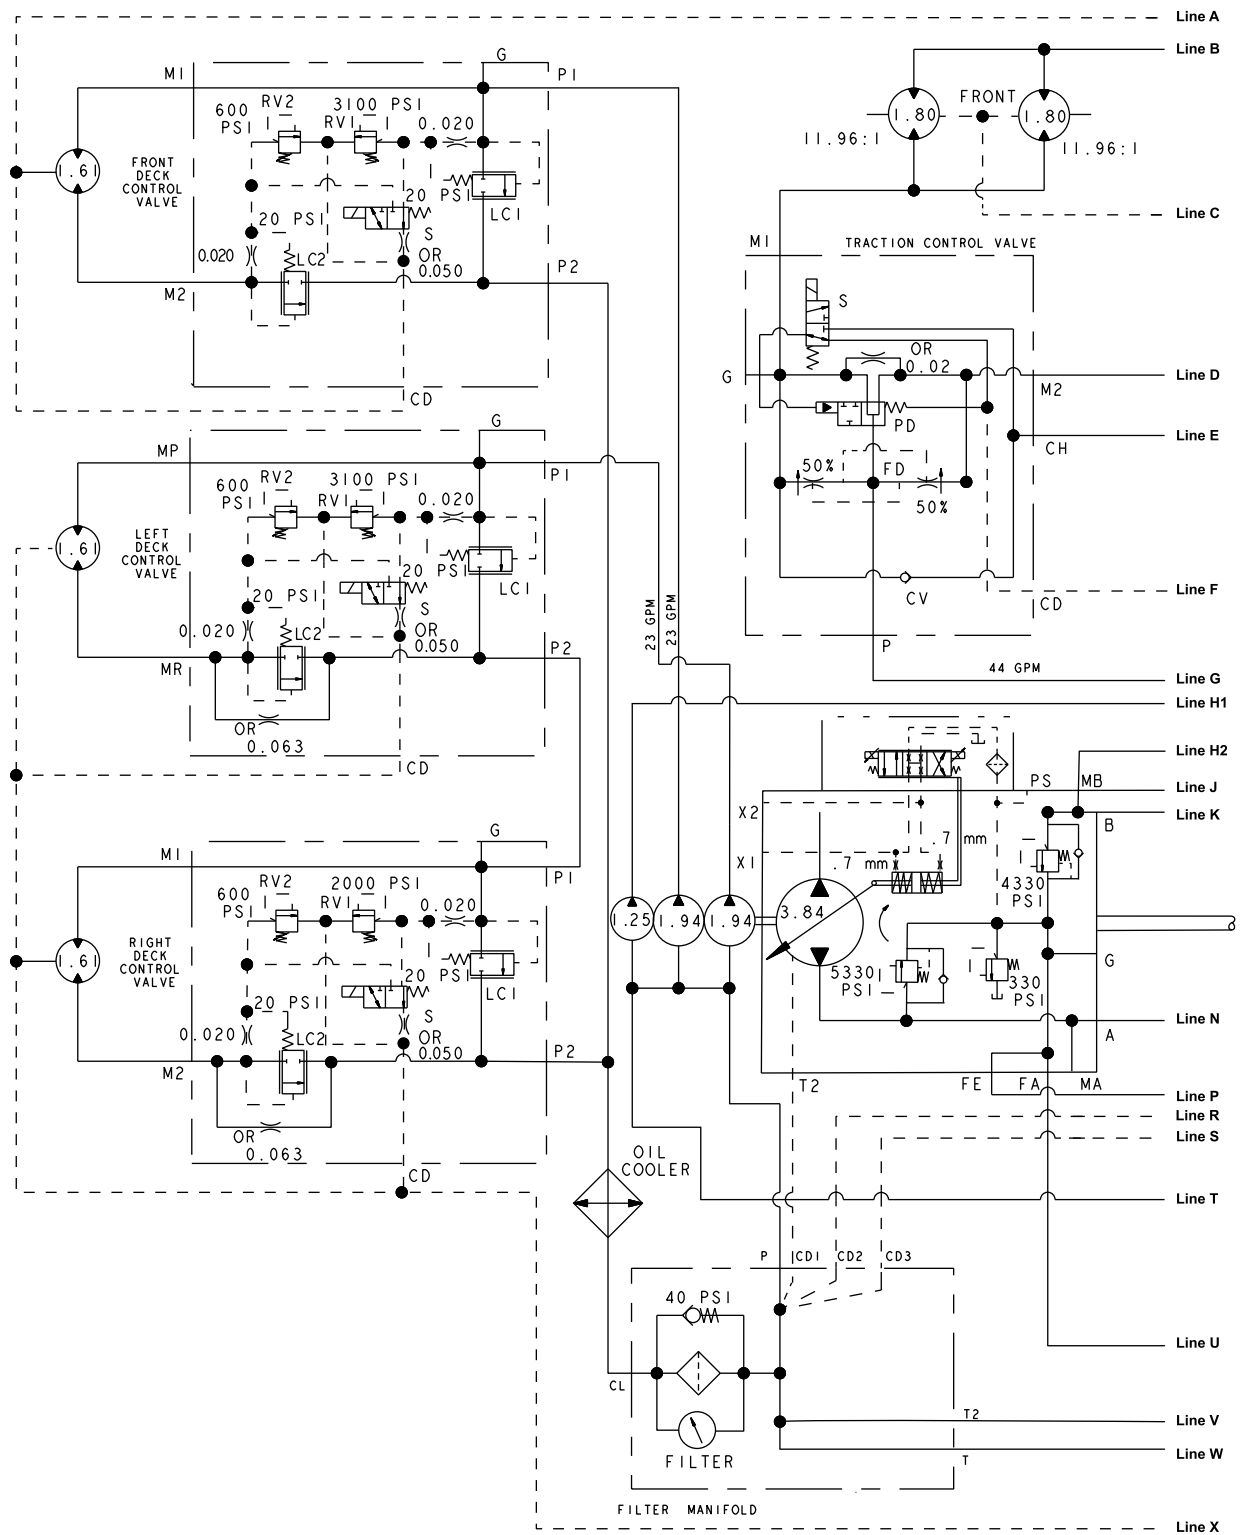 Line A
Line B
G
M1
P1
600
PSI
RV2
3100 PSI
RV1
0.020
FRONT
1.80
1.80
11.96:1
11.96:1
1.61
FRONT
DECK
CONTROL
VALVE
20
PSI
LC1
Line C
20 PSI
S
0.020
LC2
OR
0.050
P2
M2
M1
TRACTION CONTROL VALVE
S
OR
0.02
G
Line D
M2
CD
PD
G
Line E
CH
MP
P1
600
PSI
RV2
3100 PSI
RV1
0.020
50%
FD
50%
1.61
LEFT
DECK
CONTROL
VALVE
20
PSI
LC1
20 PSI
S
0.020
LC2
OR
0.050
P2
MR
CV
CD
Line F
23 GPM
23 GPM
P
44 GPM
Line G
Line H1
OR
0.063
CD
Line H2
PS
MB
Line J
X2
B
Line K
G
M1
P1
X1
.7 mm
.7 mm
600
PSI
RV2
2000 PSI
RV1
0.020
4330
PSI
1.25
1.94
1.94
3.84
1.61
RIGHT
DECK
CONTROL
VALVE
20
PSI
LC1
5330
PSI
330
PSI
G
20 PSI
S
0.020
LC2
OR
0.050
P2
M2
Line N
A
T2
FE
FA
MA
Line P
Line R
Line S
OR
0.063
CD
OIL
COOLER
Line T
P
CD1
CD2
CD3
40 PSI
Line U
CL
T2
Line V
FILTER
T
Line W
FILTER MANIFOLD
Line X